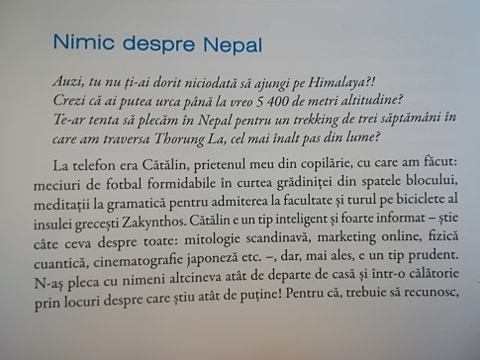 Nimic despre Nepal
Auzi, tu nu ți-ai dorit niciodată să ajungi pe Himalaya?!
Crezi că ai putea urca până la vreo 5 400 de metri altitudine?
Te-ar tenta să plecăm în Nepal pentru un trekking de trei săptămâni în
care am traversa Thorung La, cel mai înalt pas din lume?
La telefon era Cătălin, prietenul meu din copilărie, cu care am făcut:
meciuri de fotbal formidabile în curtea grădiniței din spatele blocului,
meditații la gramatică pentru admiterea la facultate și turul pe biciclete al
insulei grecești Zakynthos. Cătălin e un tip inteligent și foarte informat – știe
câte ceva despre toate: mitologie scandinavă, marketing online, fizică
cuantică, cinematografie japoneză etc. –, dar, mai ales, e un tip prudent.
N-aș pleca cu nimeni altcineva atât de departe de casă și într-o călătorie
prin locuri despre care știu atât de puține! Pentru că, trebuie să recunosc,